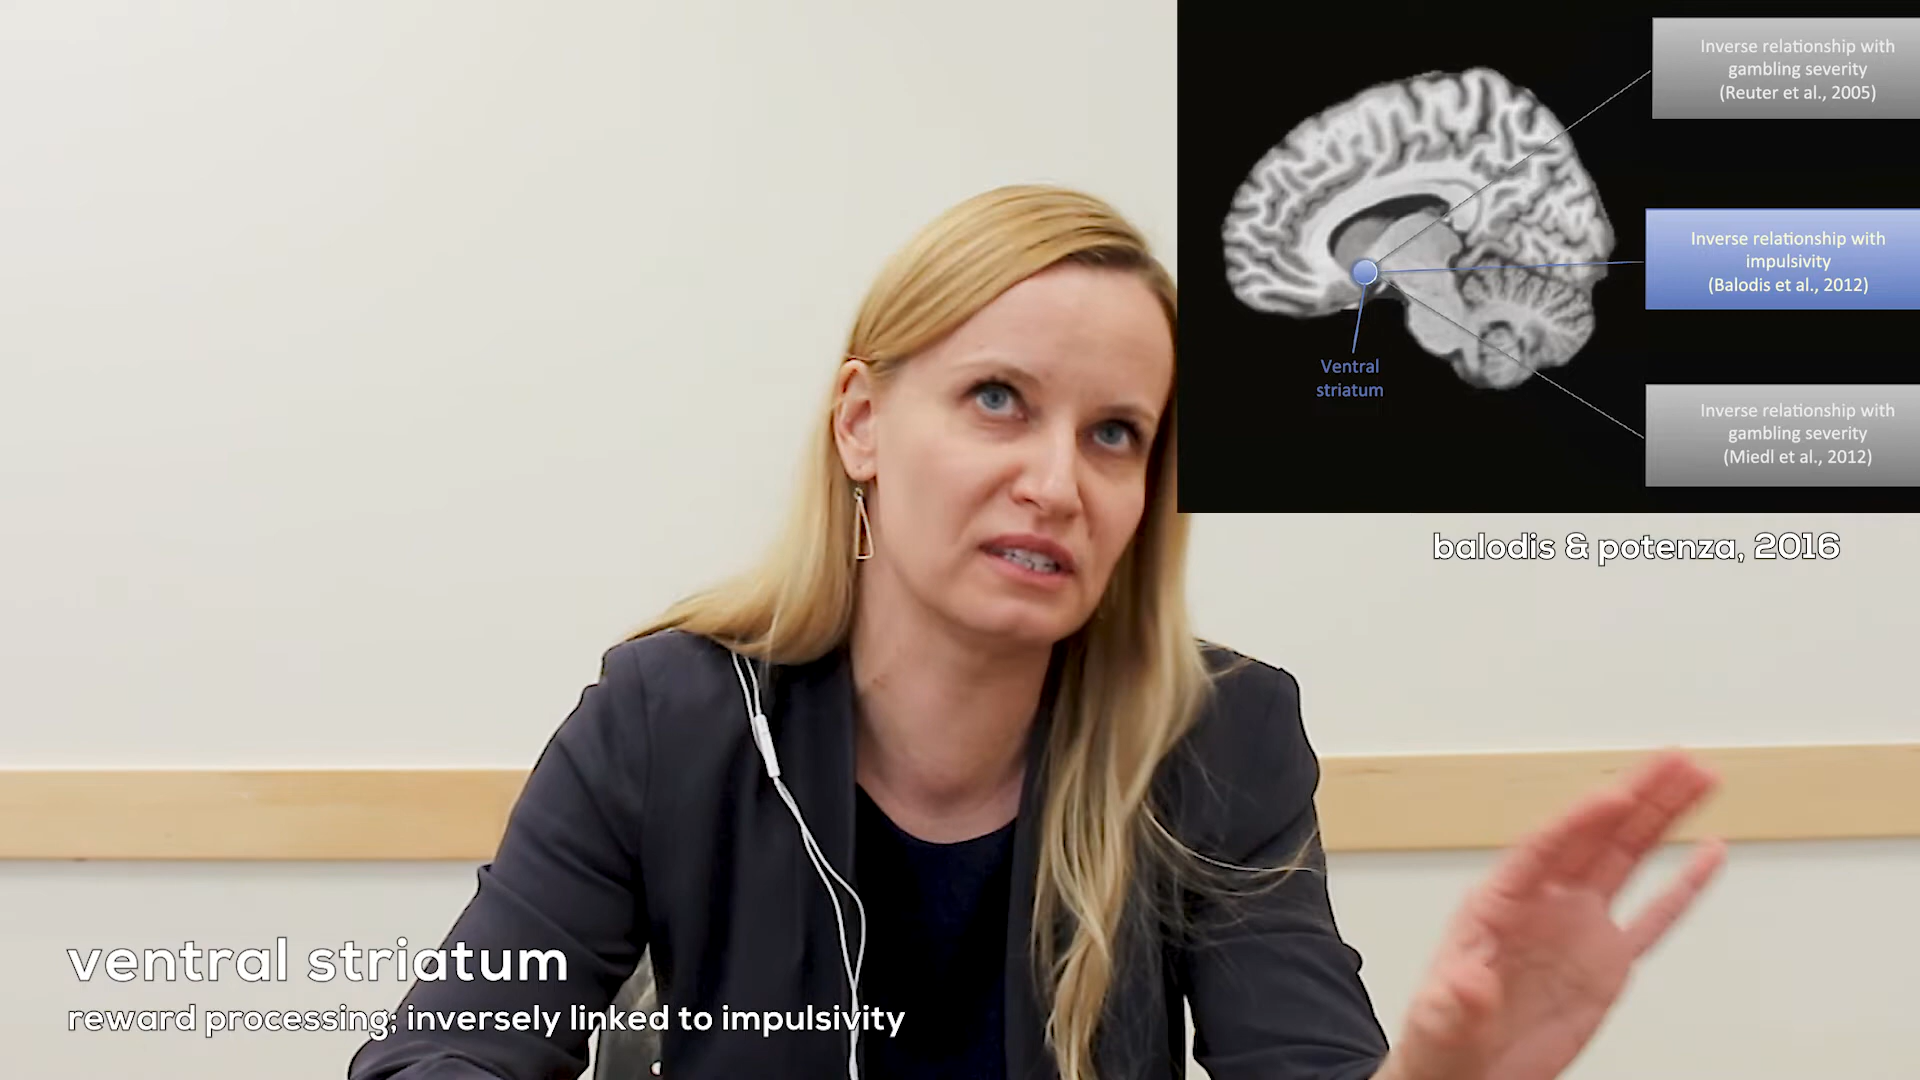 Inverse relationship with
gambling severity
(Reuter et al., 2005)
Inverse relationship with
impulsivity
(Balodis et al., 2012)
Ventral
striatum
Inverse relationship with
gambling severity
(Miedl et al., 2012)
balodis & potenza, 2016
ventral striatum
reward processing; inversely linked to impulsivity